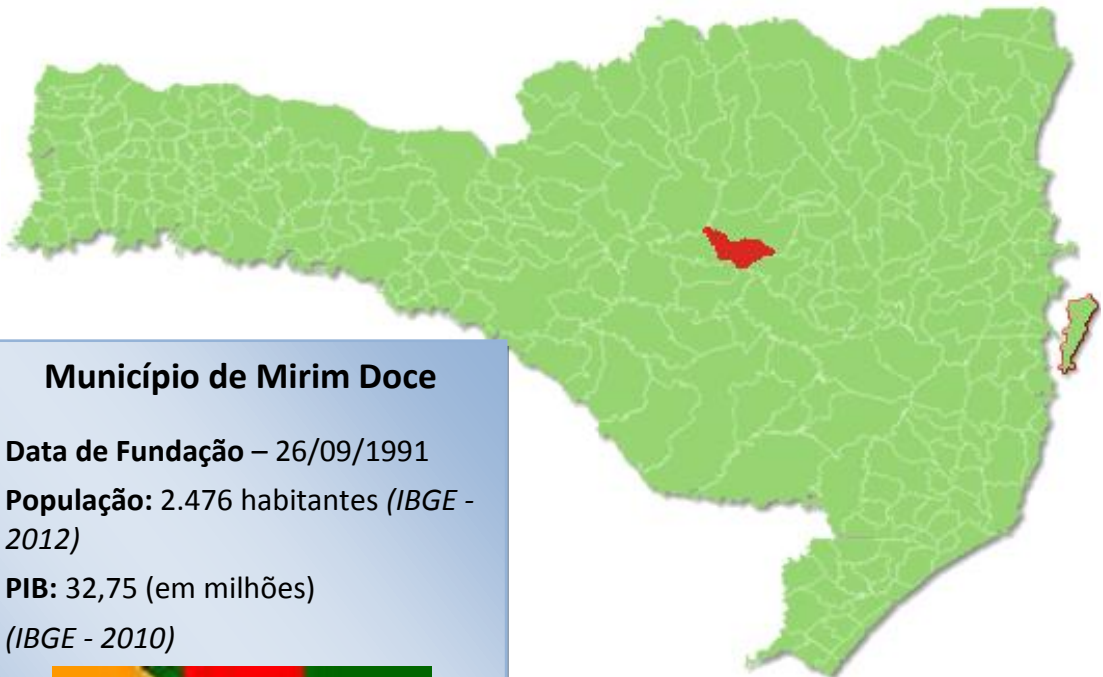 Município de Mirim Doce
Data de Fundação – 26/09/1991
População: 2.476 habitantes (IBGE -
2012)
PIB: 32,75 (em milhões)
(IBGE - 2010)